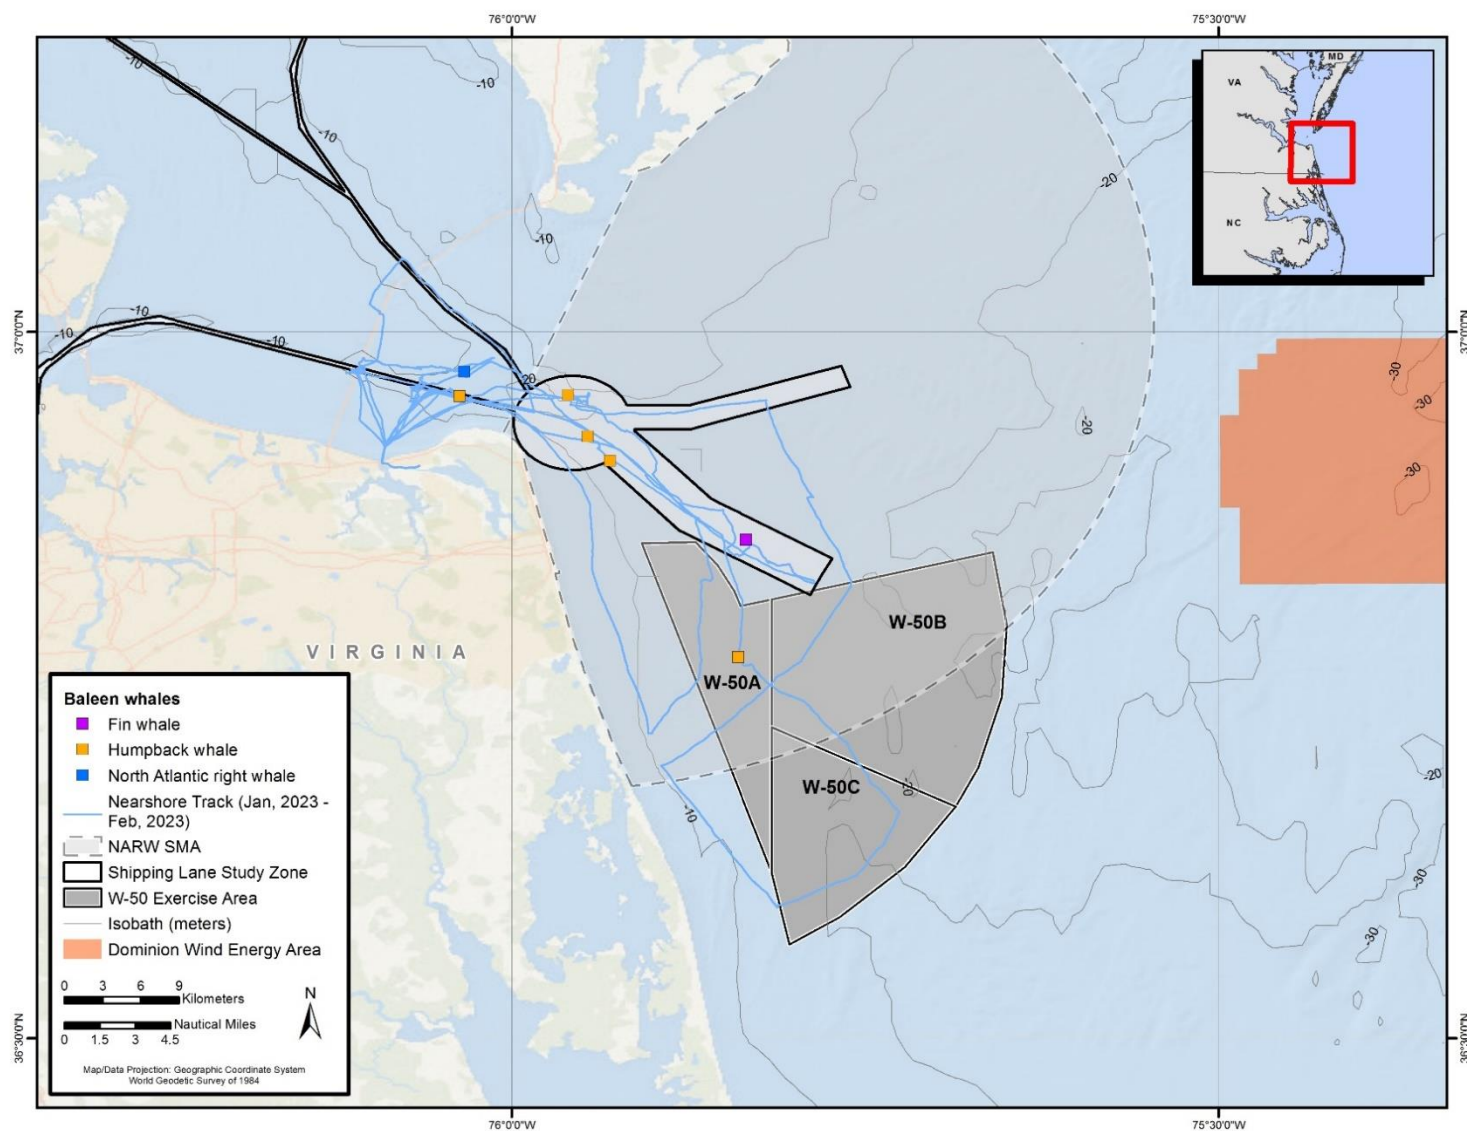 76°0'0"W
75°30'0"W
-10
-10
-10
MD
VA
NC
-20
-10
37°0'0"N
37°0'0"N
-10
-10
-10
-20
-30
-30
-20
-30
W-50B
VIRGINIA
W-50A
W-50C
-20
-20
-10
-30
-30
Baleen whales
Fin whale
Humpback whale
North Atlantic right whale
Nearshore Track (Jan, 2023 -
Feb, 2023)
NARW SMA
Shipping Lane Study Zone
W-50 Exercise Area
Isobath (meters)
Dominion Wind Energy Area
0 3 6 9
Kilometers
N
Nautical Miles
0 1.5 3 4.5
Map/Data Projection: Geographic Coordinate System
World Geodetic Survey of 1984
36°30'0"N
36°30'0"N
76°0'0"W
75°30'0"W